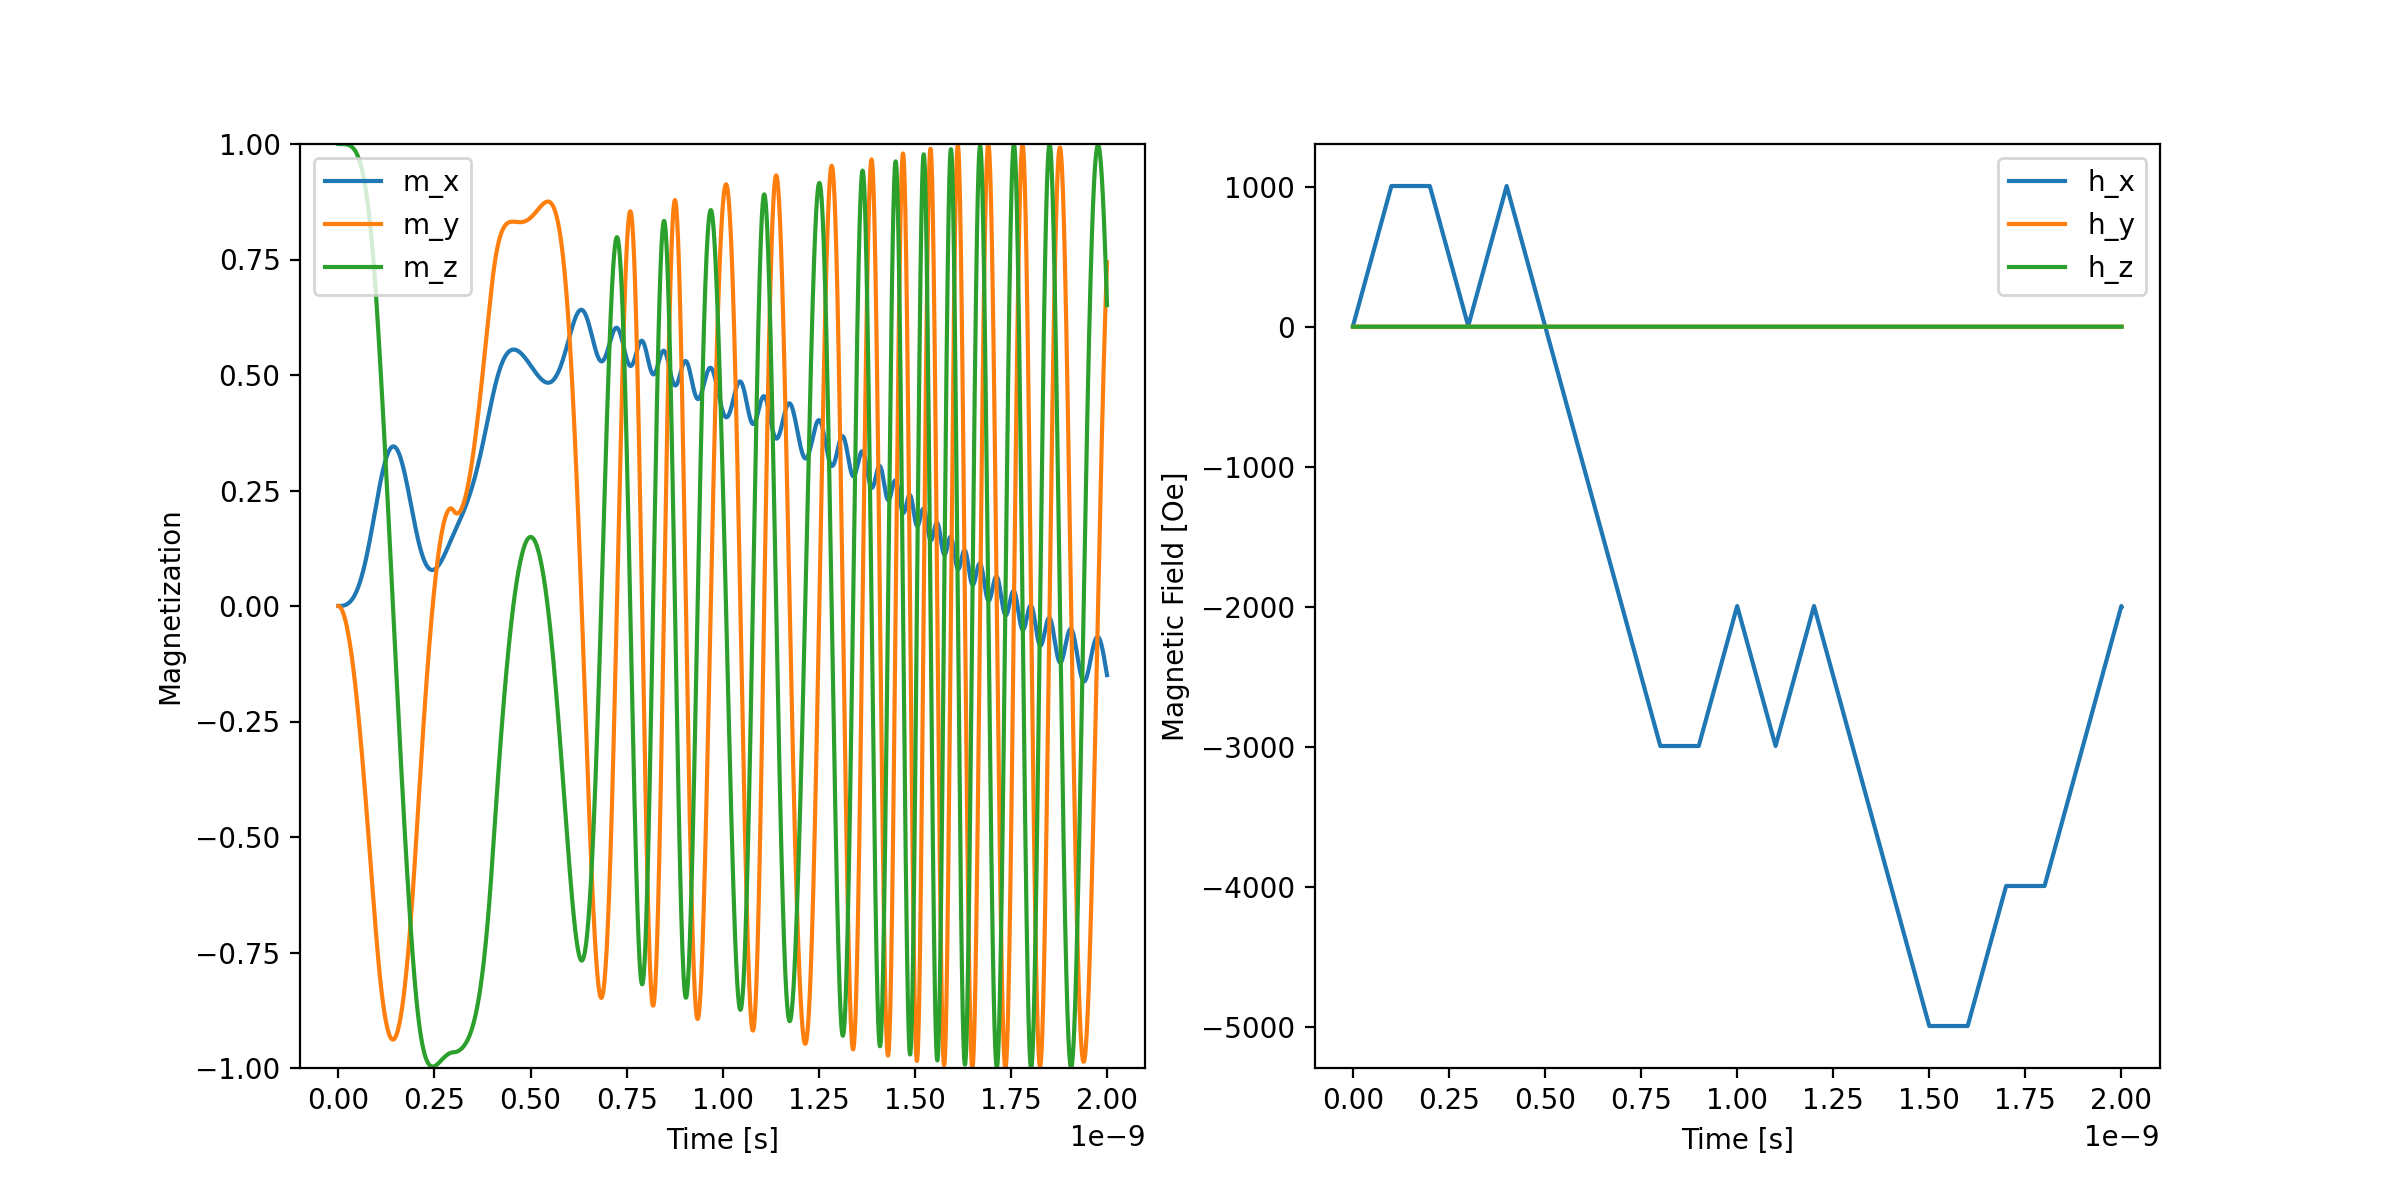 1.00
0.75
0.50
0.25
0.00
−0.25
−0.50
−0.75
−1.00
Magnetization
m_x
m_y
m_z
0.00 0.25 0.50 0.75 1.00 1.25 1.50 1.75 2.00
Time [s]
1e−9
1000
0
−1000
−2000
−3000
−4000
−5000
Magnetic Field [Oe]
h_x
h_y
h_z
0.00 0.25 0.50 0.75 1.00 1.25 1.50 1.75 2.00
Time [s]
1e−9